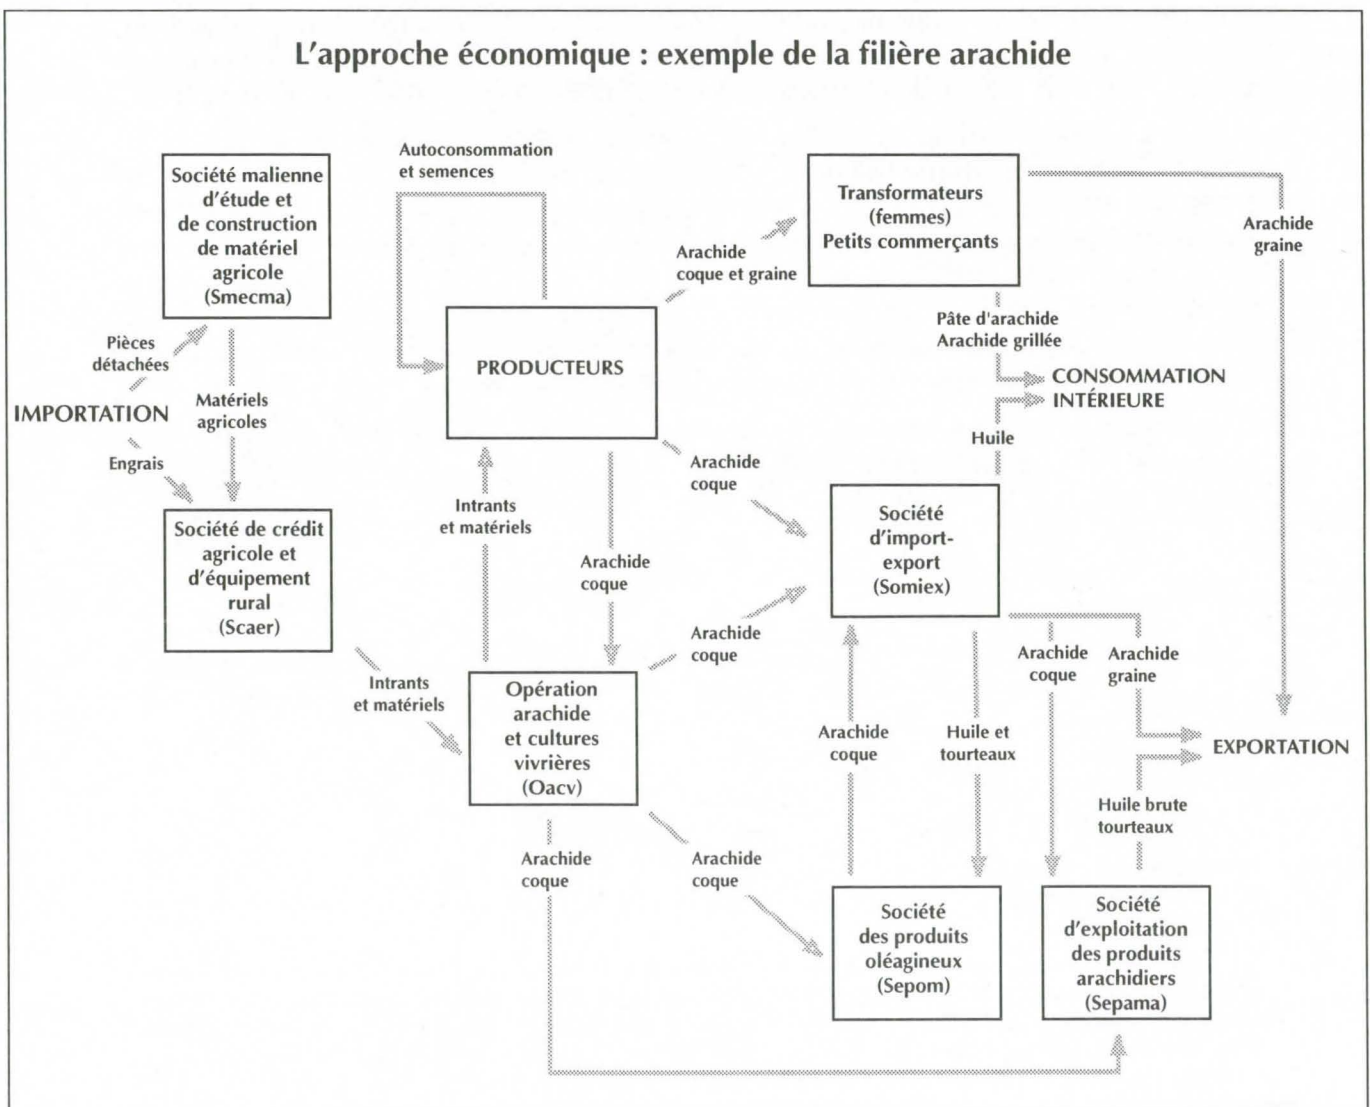 L'approche économique : exemple de la filière arachide
Autoconsommation
et semences
Société malienne
d'étude et
de construction
de matériel
agricole
(Smecma)
Transformateurs
(femmes)
Petits commerçants
Arachide
graine
Arachide
coque et graine
Pièces
détachées
PRODUCTEURS
Pâte d'arachide
Arachide grillée
CONSOMMATION
INTÉRIEURE
IMPORTATION
Matériels
agricoles
Huile
Engrais
Arachide
coque
Société de crédit
agricole et
d'équipement
rural
(Scaer)
Intrants
et matériels
Arachide
coque
Société
d'import-
export
(Somiex)
Arachide
coque
Intrants
et matériels
Opération
arachide
et cultures
vivrières
(Oacv)
Arachide
coque
Arachide
graine
Arachide
coque
Huile et
tourteaux
EXPORTATION
Huile brute
tourteaux
Arachide
coque
Arachide
coque
Société
des produits
oléagineux
(Sepom)
Société
d'exploitation
des produits
arachidiers
(Sepama)